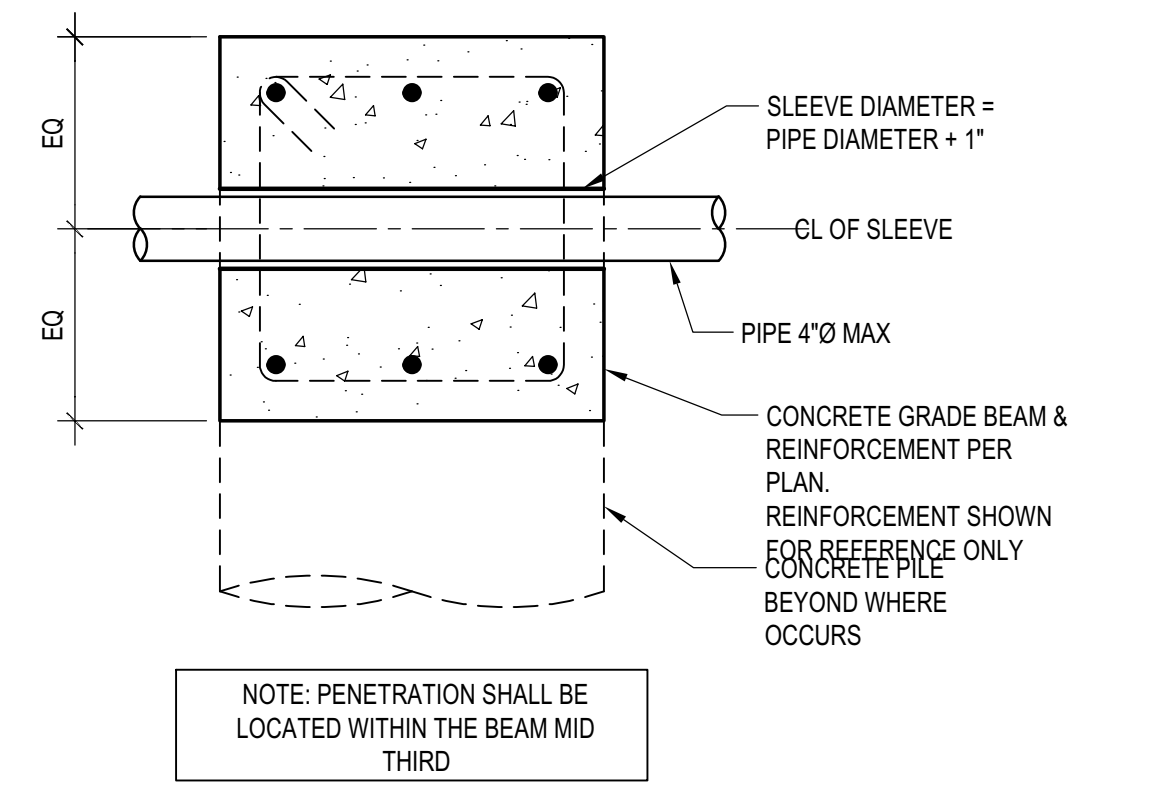 EQ
EQ
SLEEVE DIAMETER =
PIPE DIAMETER + 1"
CL OF SLEEVE
PIPE 4"Ø MAX
CONCRETE GRADE BEAM &
REINFORCEMENT PER
PLAN.
REINFORCEMENT SHOWN
FOR REFERENCE ONLY
CONCRETE PILE
BEYOND WHERE
OCCURS
NOTE: PENETRATION SHALL BE
LOCATED WITHIN THE BEAM MID
THIRD